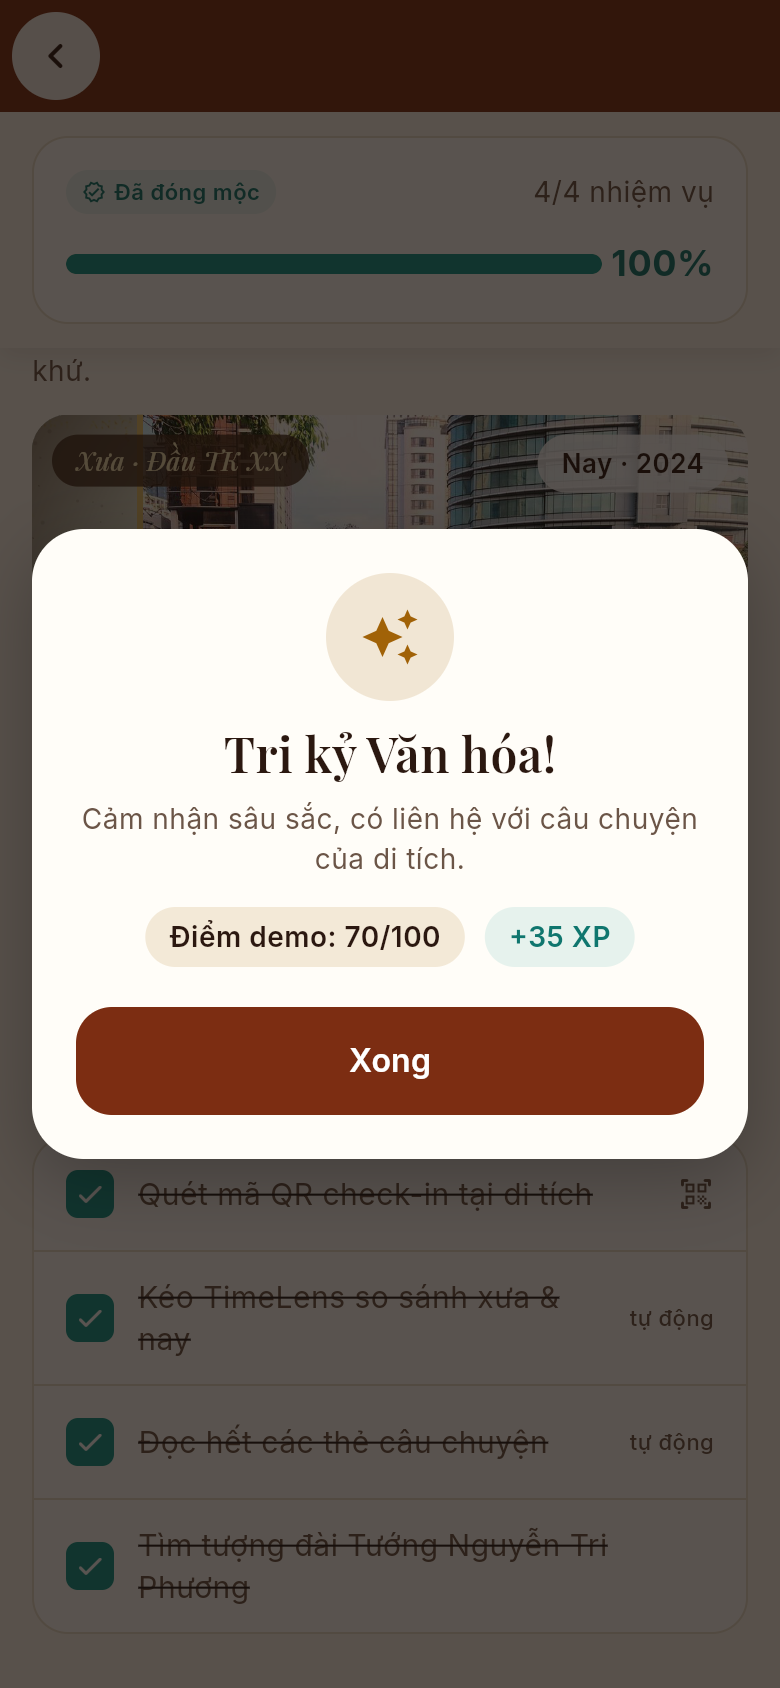 Đã đóng mộc
4/4 nhiệm vụ
100%
khứ.
Xưa · Đầu TK XX
Nay · 2024
Tri kỷ Văn hóa!
Cảm nhận sâu sắc, có liên hệ với câu chuyện
của di tích.
Điểm demo: 70/100
+35 XP
Xong
Quét mã QR check-in tại di tích
Kéo TimeLens so sánh xưa &
nay
tự động
Đọc hết các thẻ câu chuyện
tự động
Tìm tượng đài Tướng Nguyễn Tri
Phương